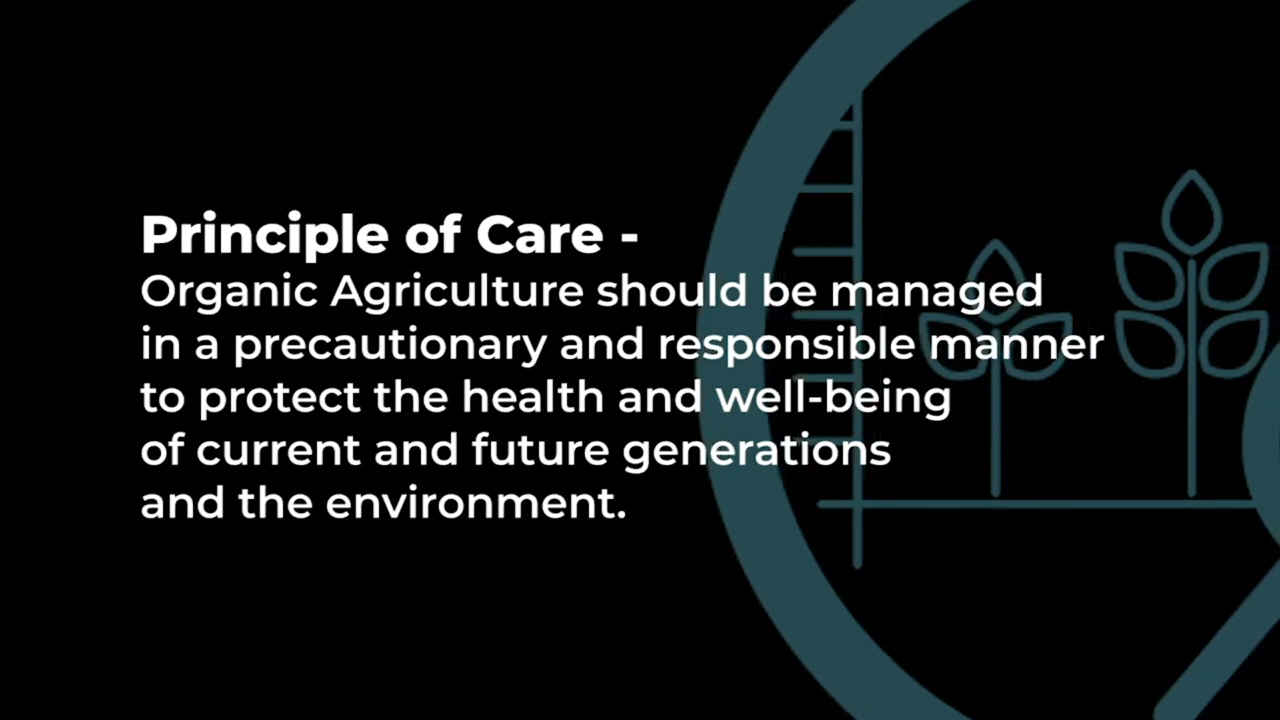 Principle of Care -
Organic Agriculture should be managed
in a precautionary and responsible manner
to protect the health and well-being
of current and future generations
and the environment.